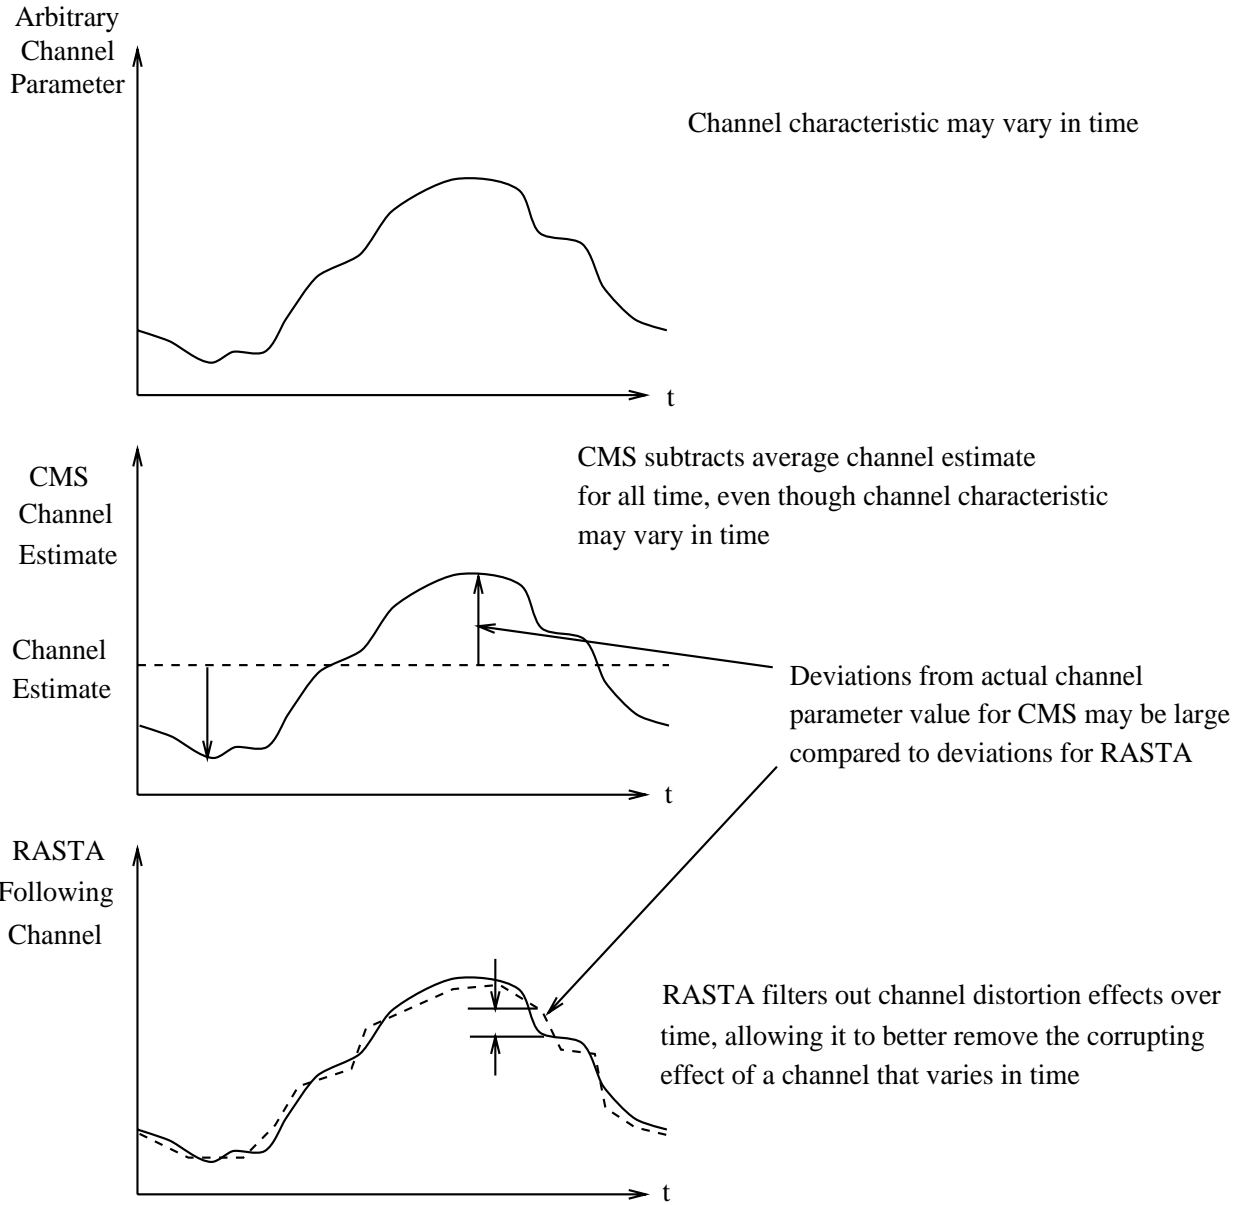 Arbitrary
Channel
Parameter
Channel characteristic may vary in time
t
CMS
Channel
Estimate
CMS subtracts average channel estimate
for all time, even though channel characteristic
may vary in time
Channel
Estimate
Deviations from actual channel
parameter value for CMS may be large
compared to deviations for RASTA
t
RASTA
Following
Channel
RASTA filters out channel distortion effects over
time, allowing it to better remove the corrupting
effect of a channel that varies in time
t